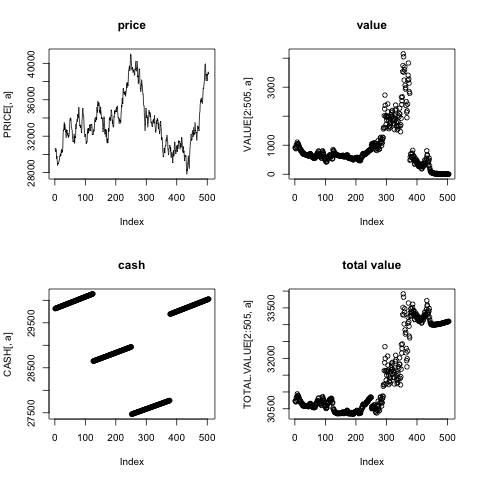 price
PRICE[, a]
28000 32000 36000 40000
0 100 200 300 400 500
Index
value
VALUE[2:505, a]
0 1000 3000
0 100 200 300 400 500
Index
cash
CASH[, a]
27500 28500 29500
0 100 200 300 400 500
Index
total value
TOTAL.VALUE[2:505, a]
30500 32000 33500
0 100 200 300 400 500
Index